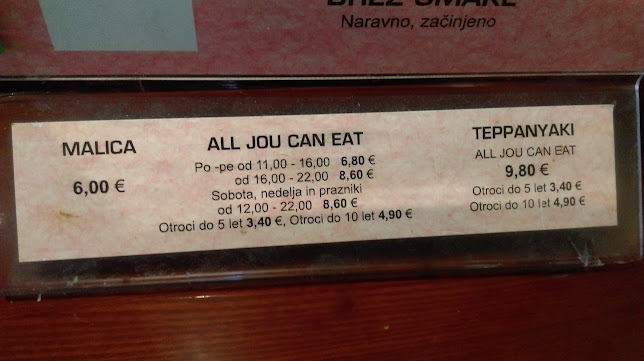 BREZ OMAKE
Naravno, začinjeno
MALICA
6,00 €
ALL JOU CAN EAT
Po -pe od 11,00 - 16,00 6,80 €
od 16,00 - 22,00 8,60 €
Sobota, nedelja in prazniki
od 12,00 - 22,00 8,60 €
Otroci do 5 let 3,40 €, Otroci do 10 let 4,90 €
TEPPANYAKI
ALL JOU CAN EAT
9,80 €
Otroci do 5 let 3,40 €
Otroci do 10 let 4,90 €